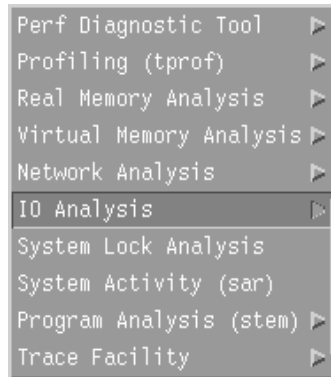 Perf Diagnostic Tool
Profiling (tprof)
Real Memory Analysis
Virtual Memory Analysis
Network Analysis
IO Analysis
System Lock Analysis
System Activity (sar)
Program Analysis (stem)
Trace Facility